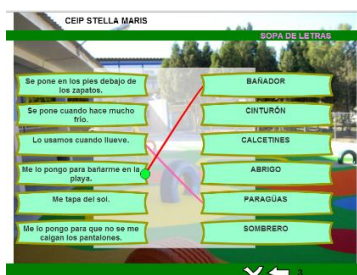 CEIP STELLA MARIS
SOPA DE LETRAS
Se pone en los pies debajo de
los zapatos.
BAÑADOR
Se pone cuando hace mucho
frío.
CINTURÓN
Lo usamos cuando llueve.
CALCETINES
Me lo pongo para bañarme en la
playa.
ABRIGO
Me tapa del sol.
PARAGÜAS
Me lo pongo para que no se me
caigan los pantalones.
SOMBRERO
3